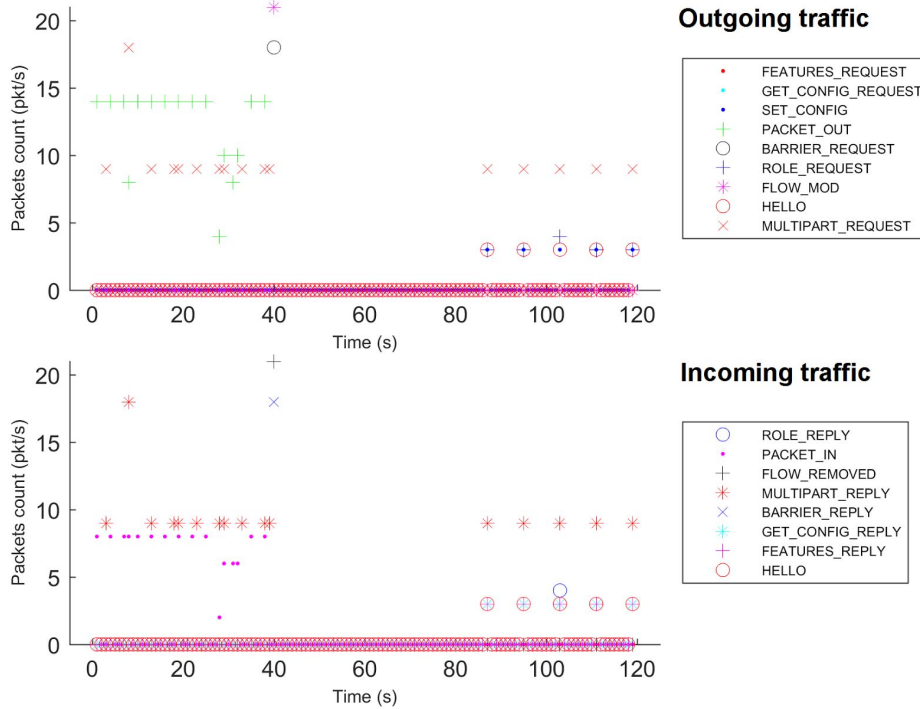 Outgoing traffic
20
15
10
5
0
Packets count (pkt/s)
0 20 40 60 80 100 120
Time (s)
FEATURES_REQUEST
GET_CONFIG_REQUEST
SET_CONFIG
PACKET_OUT
BARRIER_REQUEST
ROLE_REQUEST
FLOW_MOD
HELLO
MULTIPART_REQUEST
Incoming traffic
20
15
10
5
0
Packets count (pkt/s)
0 20 40 60 80 100 120
Time (s)
ROLE_REPLY
PACKET_IN
FLOW_REMOVED
MULTIPART_REPLY
BARRIER_REPLY
GET_CONFIG_REPLY
FEATURES_REPLY
HELLO